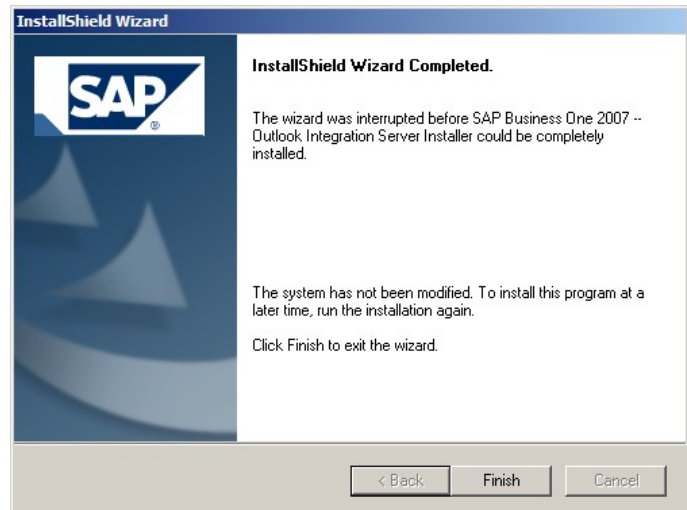 InstallShield Wizard
SAP
®
InstallShield Wizard Completed.
The wizard was interrupted before SAP Business One 2007 --
Outlook Integration Server Installer could be completely
installed.
The system has not been modified. To install this program at a
later time, run the installation again.
Click Finish to exit the wizard.
< Back
Finish
Cancel